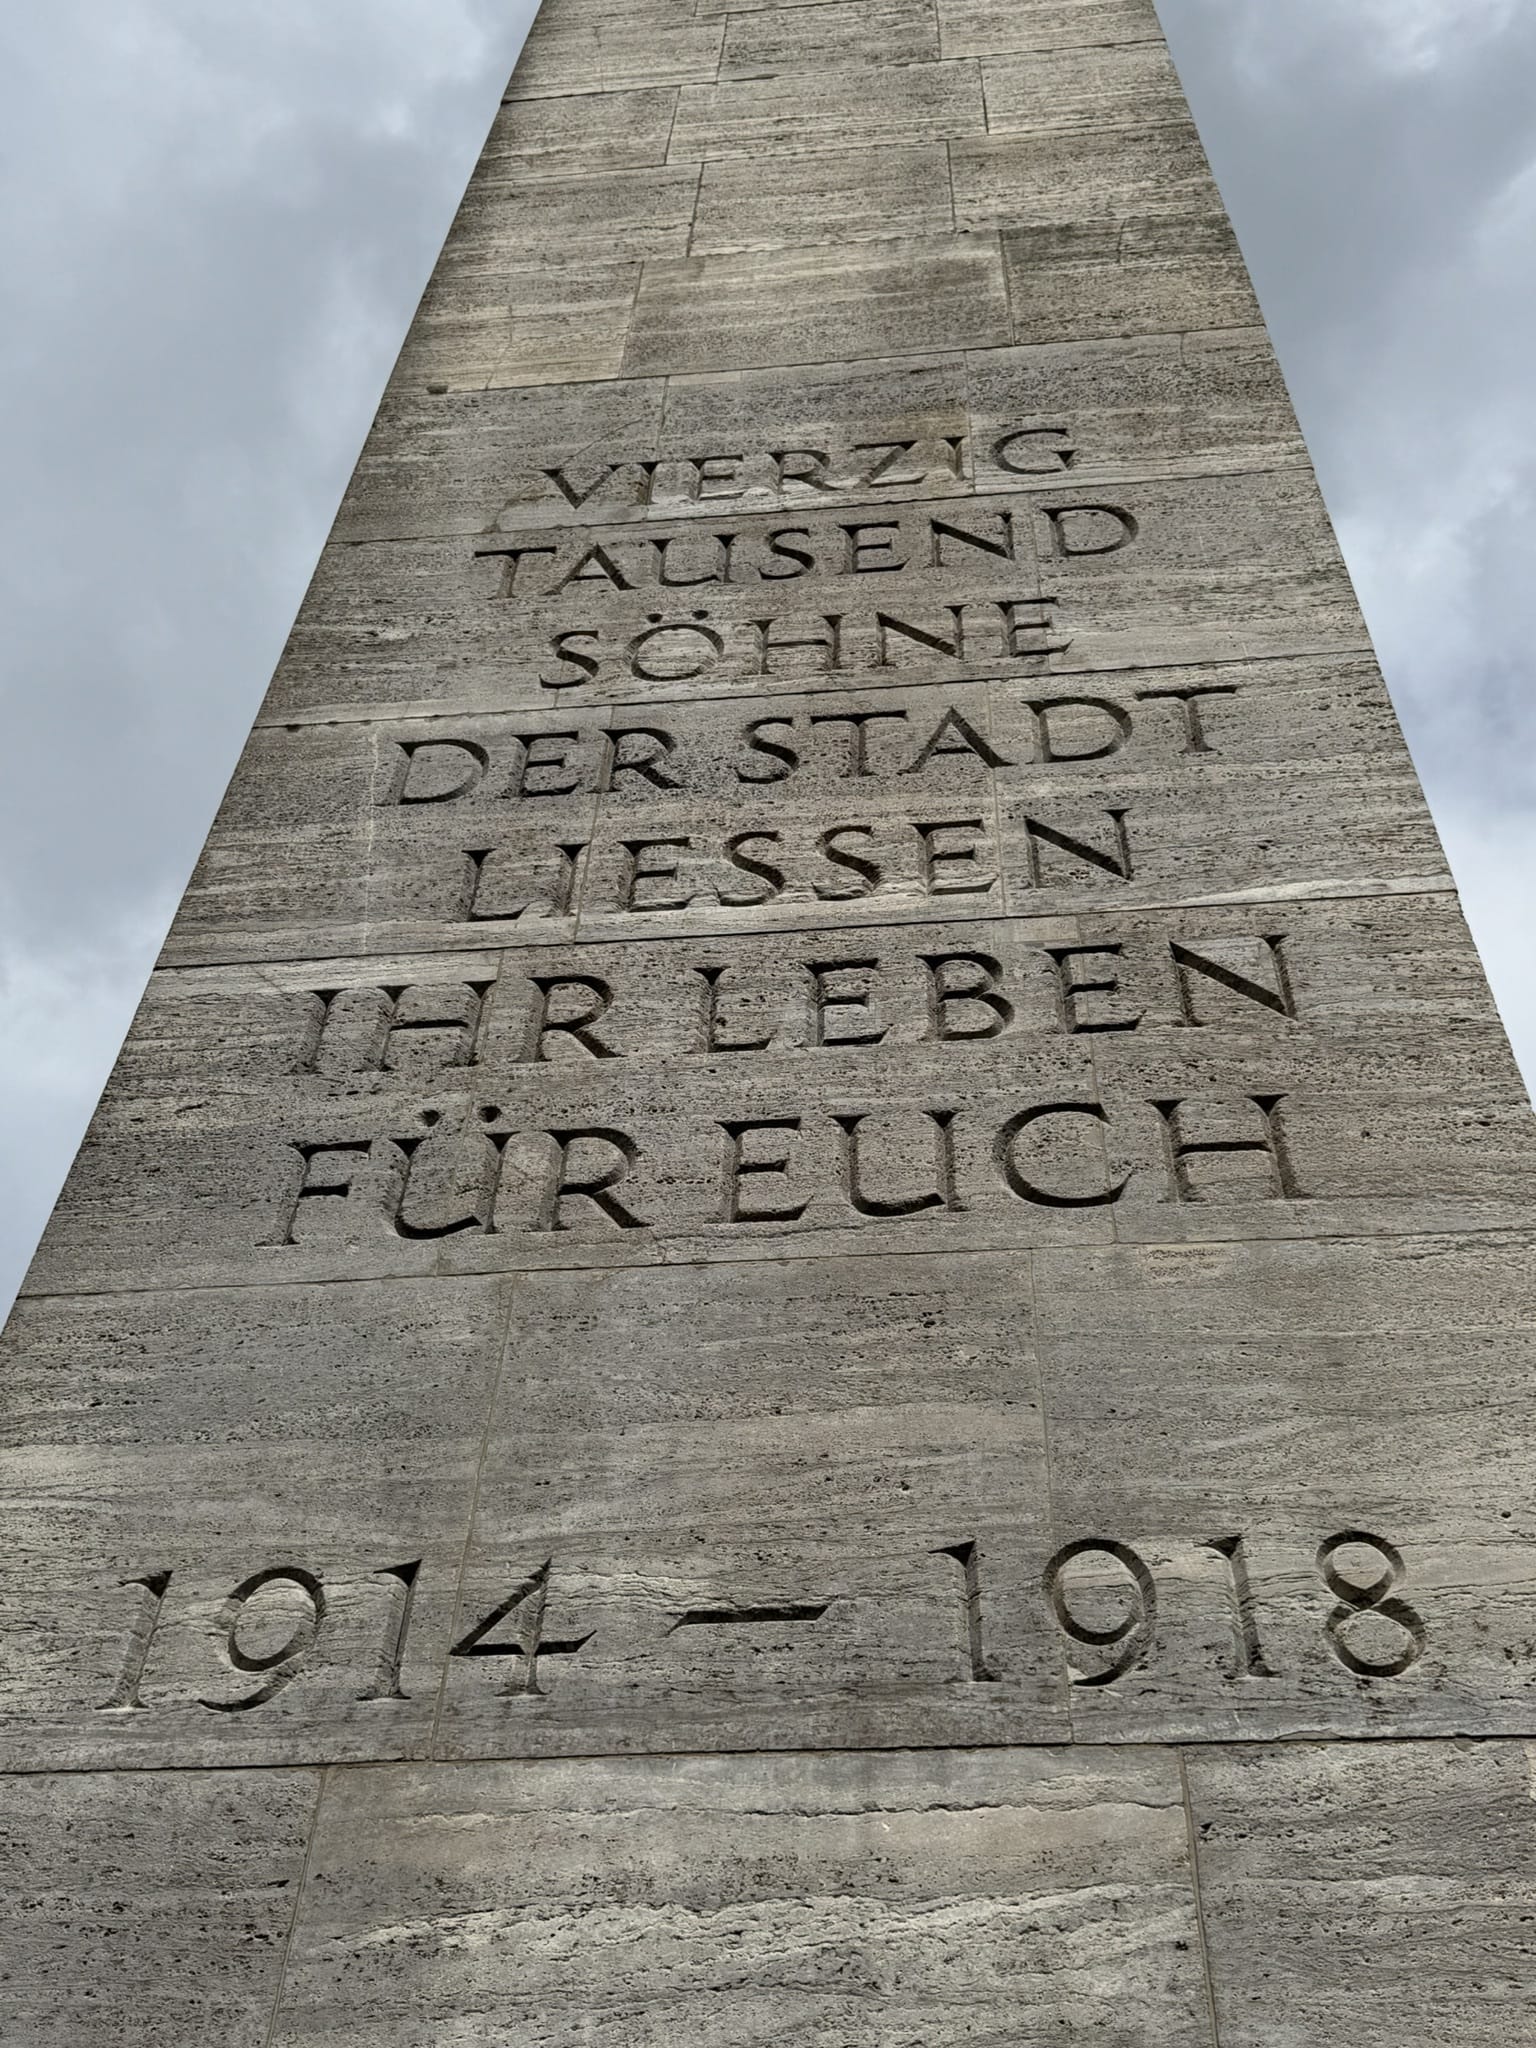 VIERZIG
TAUSEND
SÖHNE
DER STADT
LIESSEN
IHR LEBEN
FÜR EUCH
1914 — 1918